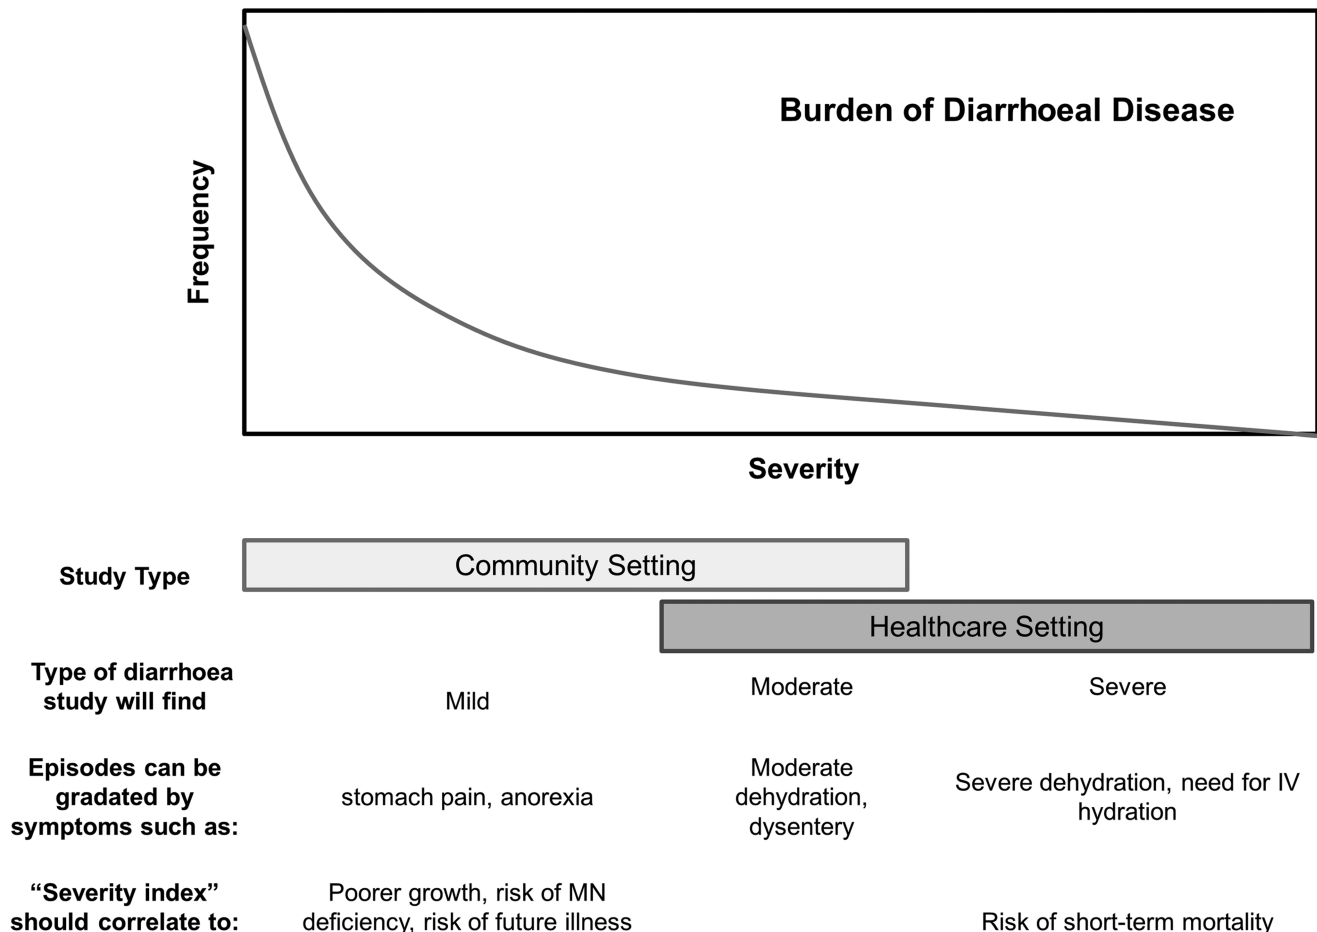 Burden of Diarrhoeal Disease
Frequency
Severity
Study Type
Community Setting
Healthcare Setting
Type of diarrhoea
study will find
Mild
Moderate
Severe
Episodes can be
gradated by
symptoms such as:
stomach pain, anorexia
Moderate
dehydration,
dysentery
Severe dehydration, need for IV
hydration
“Severity index”
should correlate to:
Poorer growth, risk of MN
deficiency, risk of future illness
Risk of short-term mortality